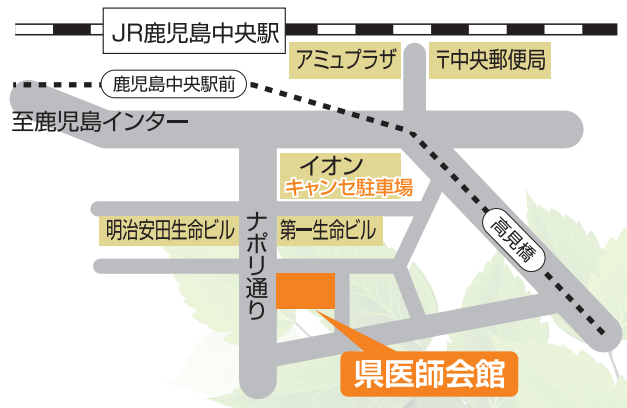 JR鹿児島中央駅
アミュプラザ
〒中央郵便局
鹿児島中央駅前
至鹿児島インター
イオン
キャンセ駐車場
明治安田生命ビル
ナポリ通り
第一生命ビル
高見橋
県医師会館